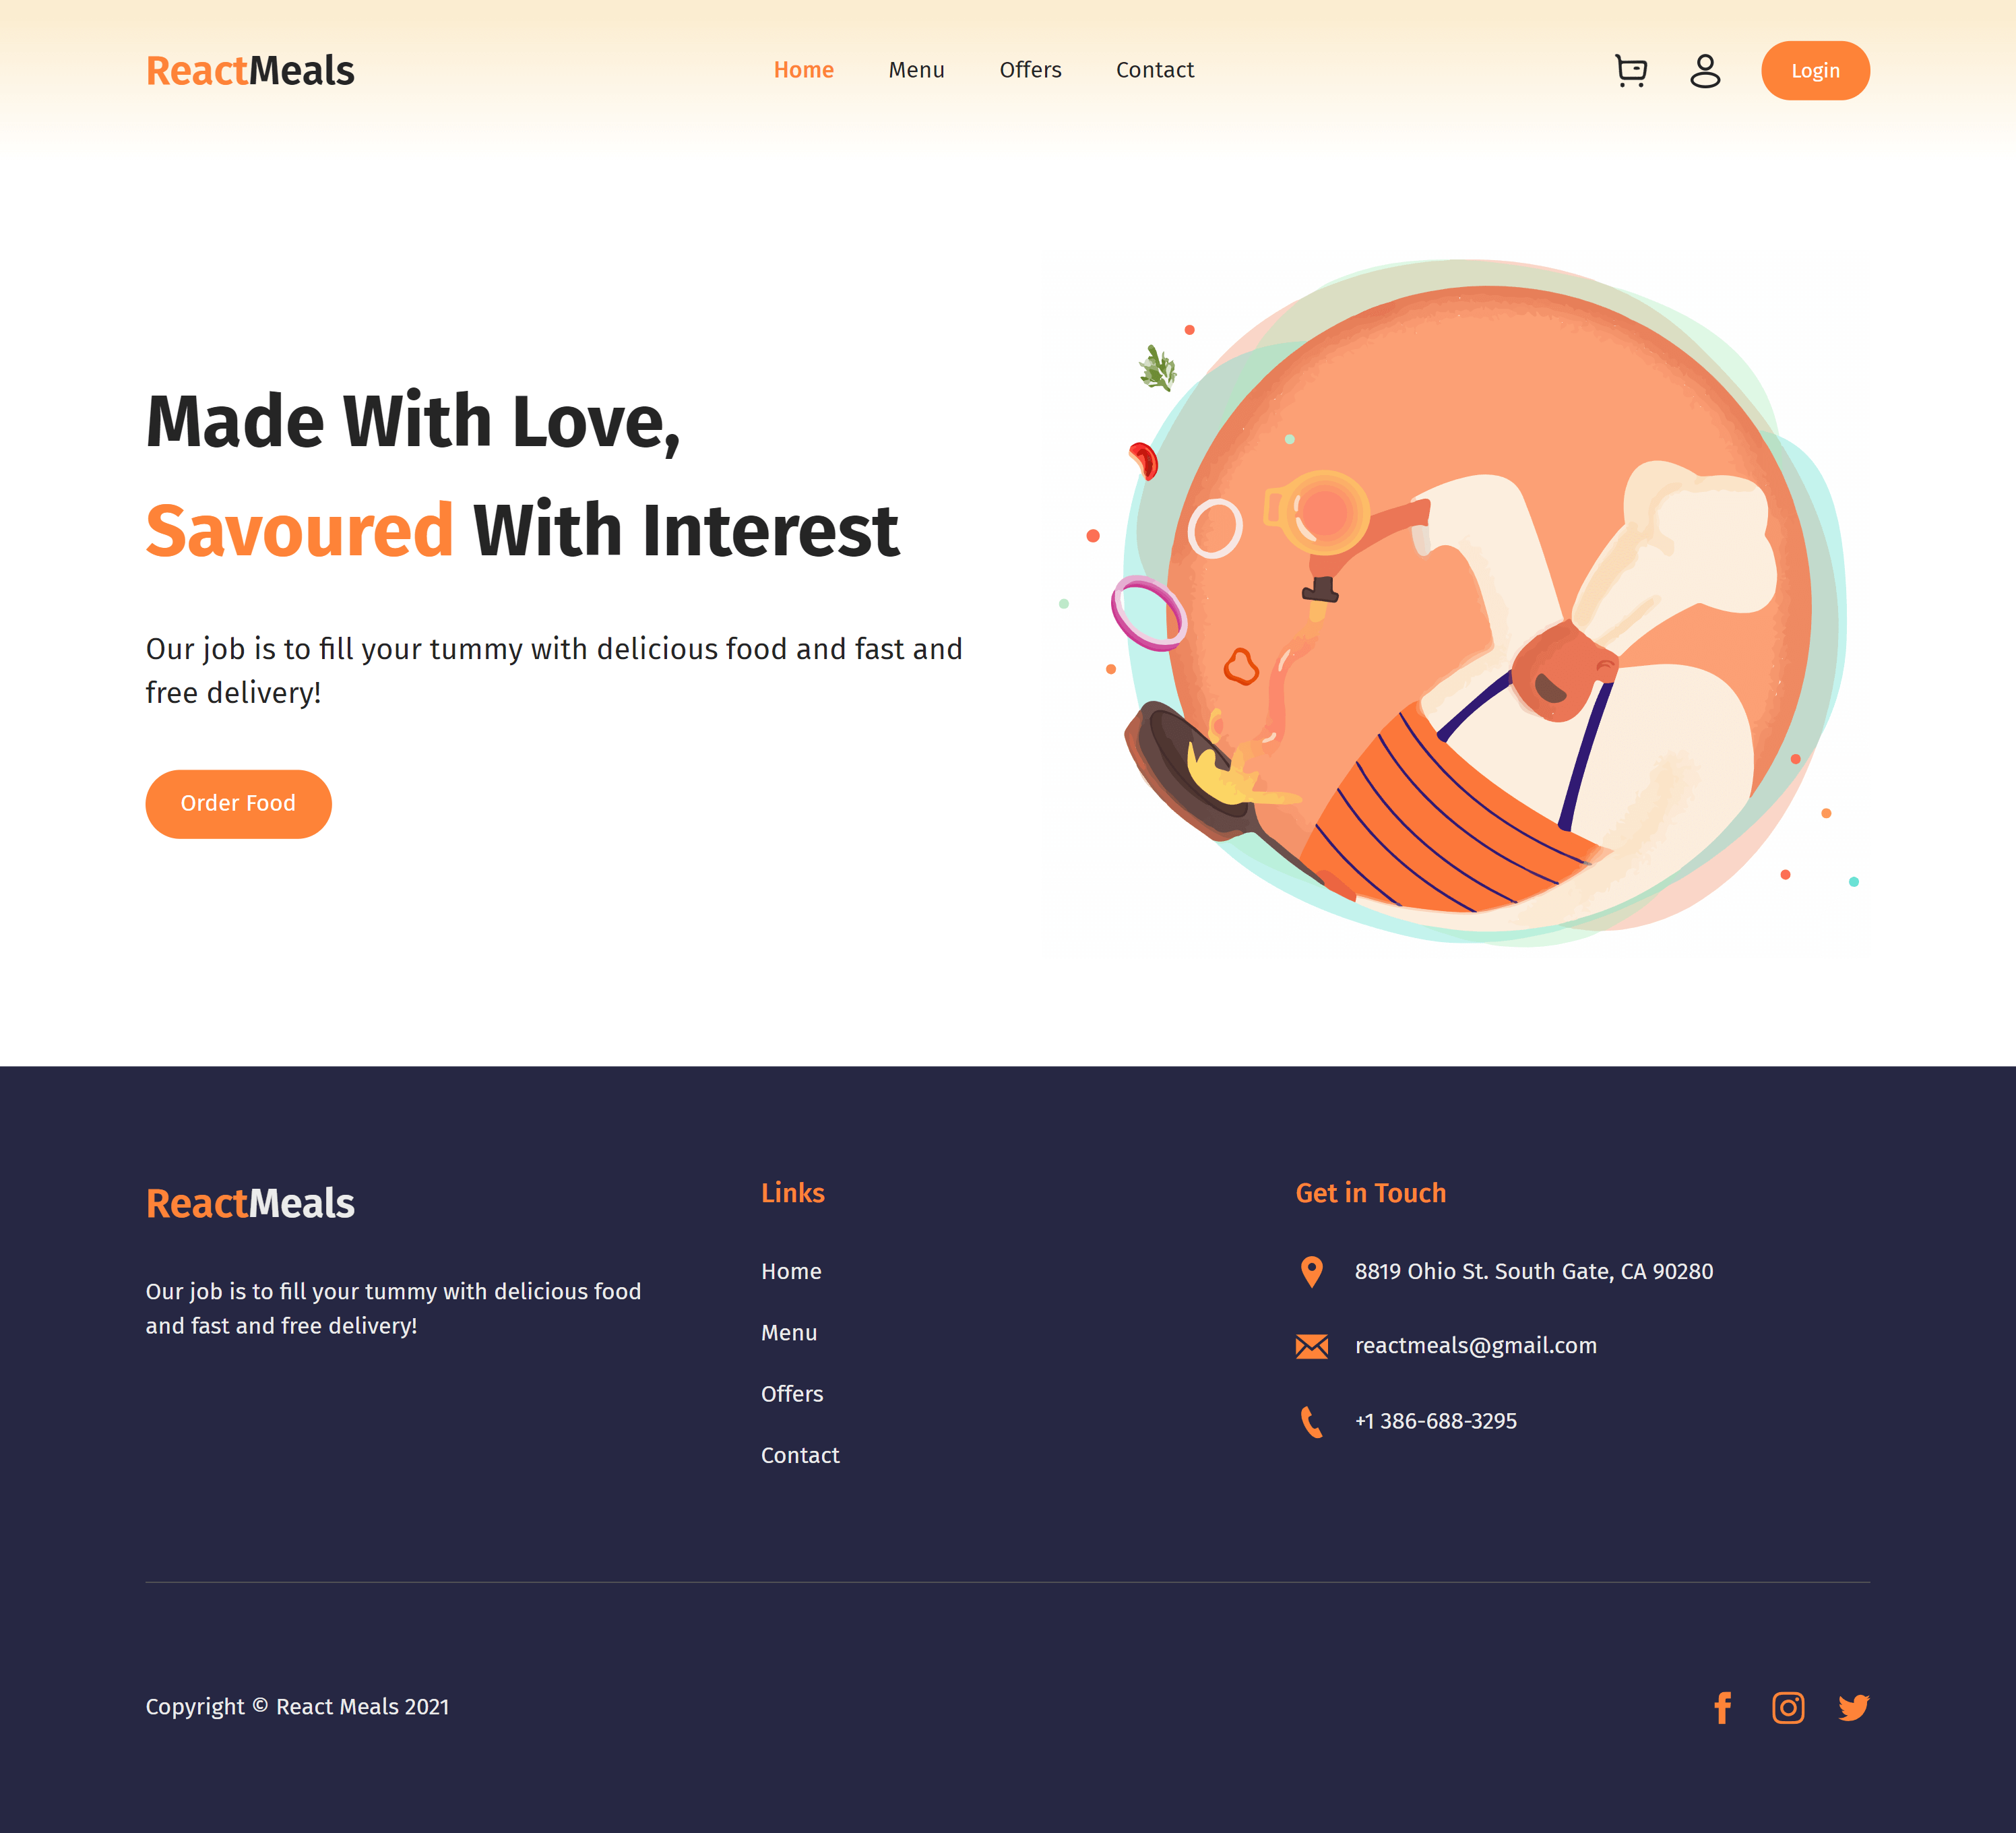 ReactMeals
Home
Menu
Offers
Contact
Login
Made With Love,
Savoured With Interest
Our job is to fill your tummy with delicious food and fast and
free delivery!
Order Food
ReactMeals
Our job is to fill your tummy with delicious food
and fast and free delivery!
Links
Home
Menu
Offers
Contact
Get in Touch
8819 Ohio St. South Gate, CA 90280
reactmeals@gmail.com
+1 386-688-3295
Copyright © React Meals 2021